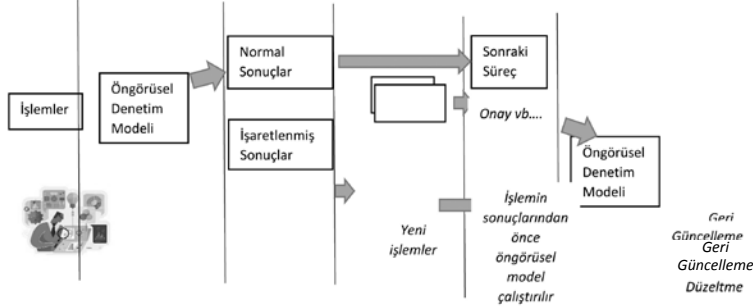 İşlemler
Öngörüsel
Denetim
Modeli
Normal
Sonuçlar
İşaretlenmiş
Sonuçlar
Yeni
işlemler
Sonraki
Süreç
Onay vb....
İşlemin
sonuçlarından
önce
öngörüsel
model
çalıştırılır
Öngörüsel
Denetim
Modeli
Geri
Güncelleme
Geri
Güncelleme
Düzeltme